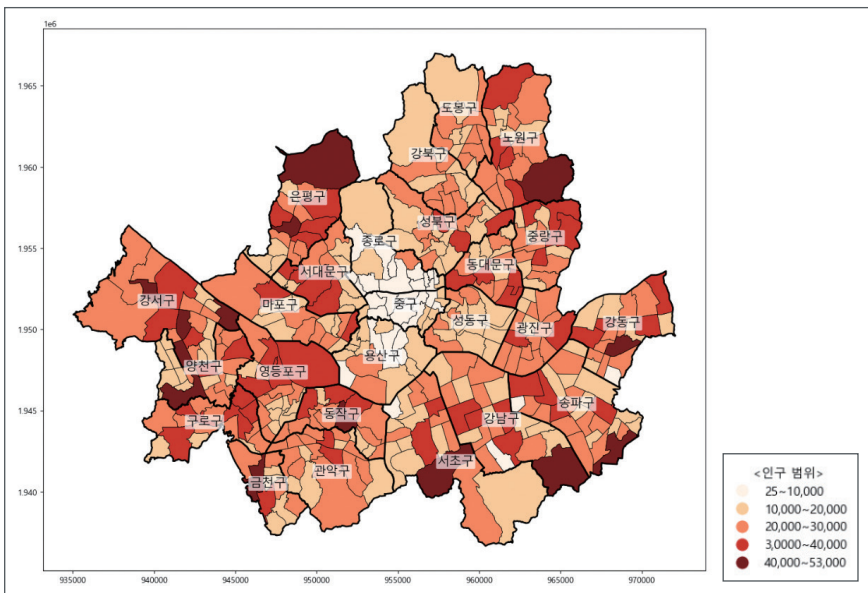 1e6
1.965
1.960
1.955
1.950
1.945
1.940
935000 940000 945000 950000 955000 960000 965000 970000
도봉구
노원구
강북구
은평구
성북구
중랑구
종로구
동대문구
서대문구
강서구
마포구
중구
성동구
광진구
강동구
용산구
양천구
영등포구
구로구
동작구
강남구
송파구
관악구
서초구
금천구
<인구 범위>
25~10,000
10,000~20,000
20,000~30,000
3,0000~40,000
40,000~53,000